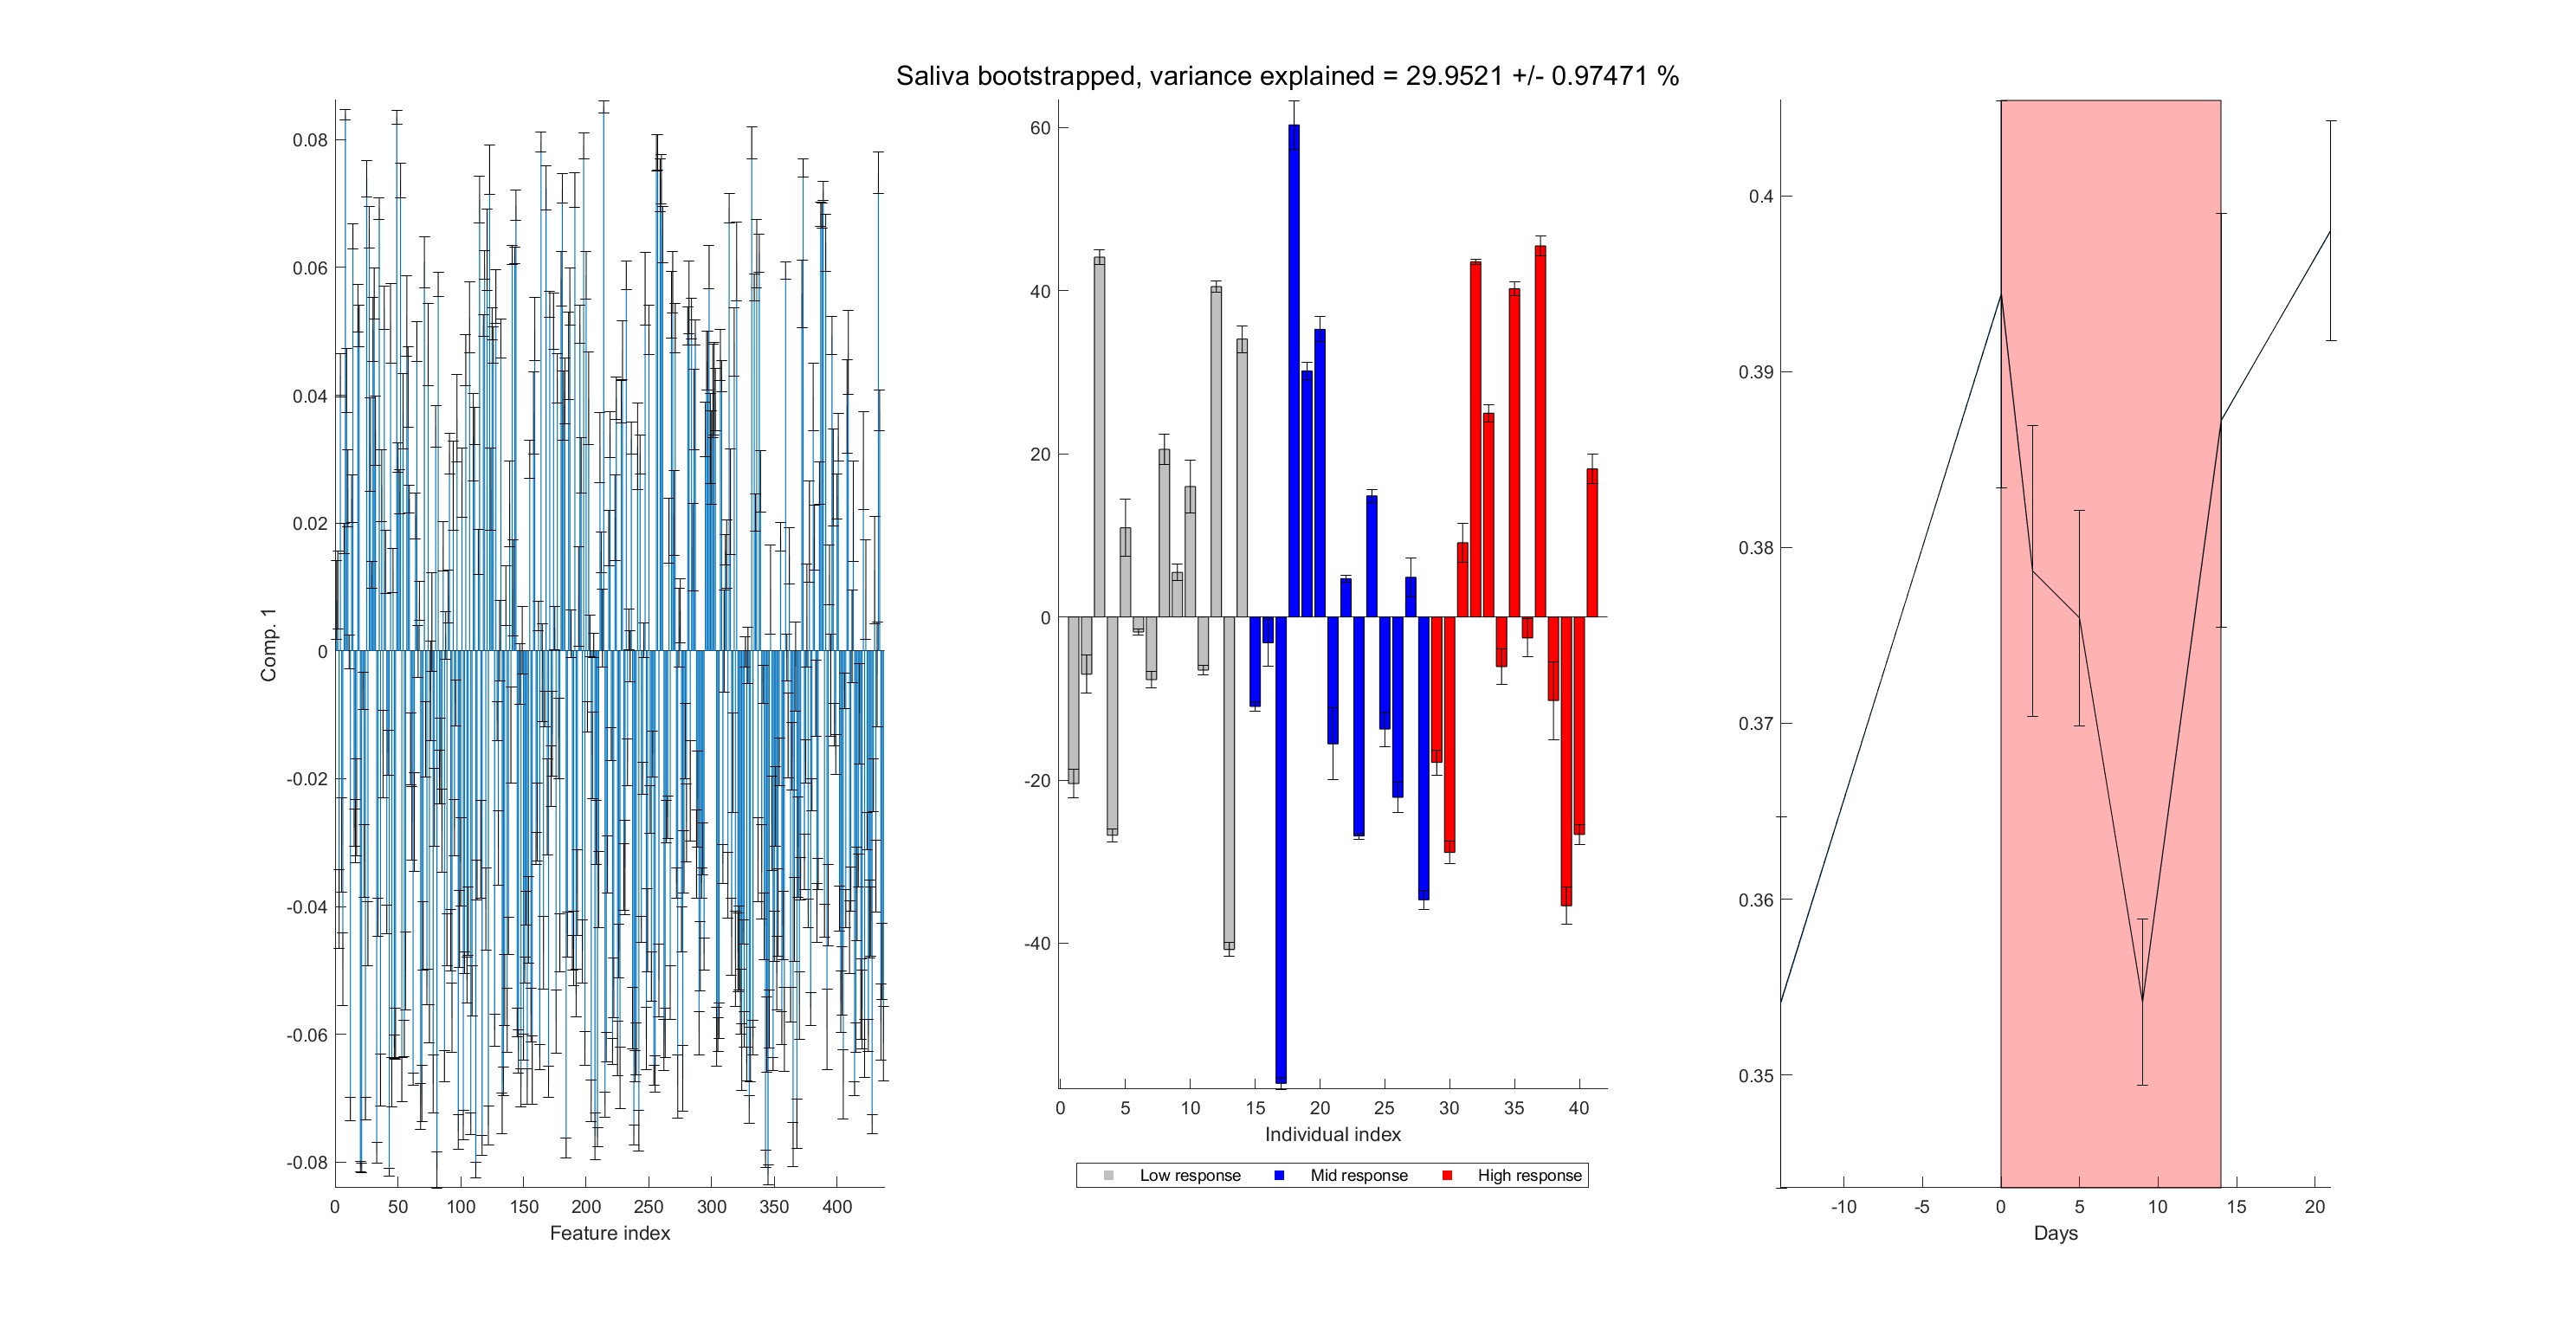 Saliva bootstrapped, variance explained = 29.9521 +/- 0.97471 %
Comp. 1
0.08
0.06
0.04
0.02
0
-0.02
-0.04
-0.06
-0.08
0 50 100 150 200 250 300 350 400
Feature index
60
40
20
0
-20
-40
0 5 10 15 20 25 30 35 40
Individual index
Low response Mid response High response
0.4
0.39
0.38
0.37
0.36
0.35
-10 -5 0 5 10 15 20
Days